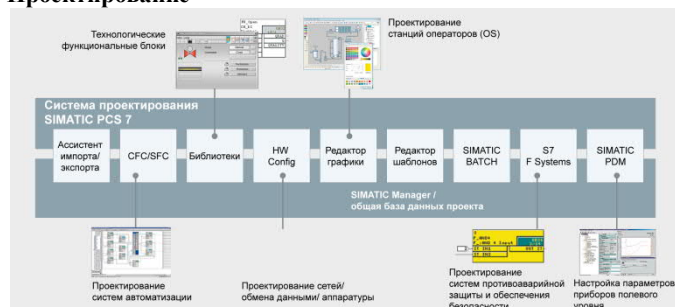 Проектирование
Технологические
функциональные блоки
Проектирование
станций операторов (OS)
Система проектирования
SIMATIC PCS 7
Ассистент
импорта/
экспорта
CFC/SFC
Библиотеки
HW
Config
Редактор
графики
Редактор
шаблонов
SIMATIC
BATCH
S7
F Systems
SIMATIC
PDM
SIMATIC Manager /
общая база данных проекта
Проектирование
систем автоматизации
Проектирование сетей/
обмена данными/ аппаратуры
Проектирование
систем противоаварийной
защиты и обеспечения
безопасности
Настройка параметров
приборов полевого
уровня